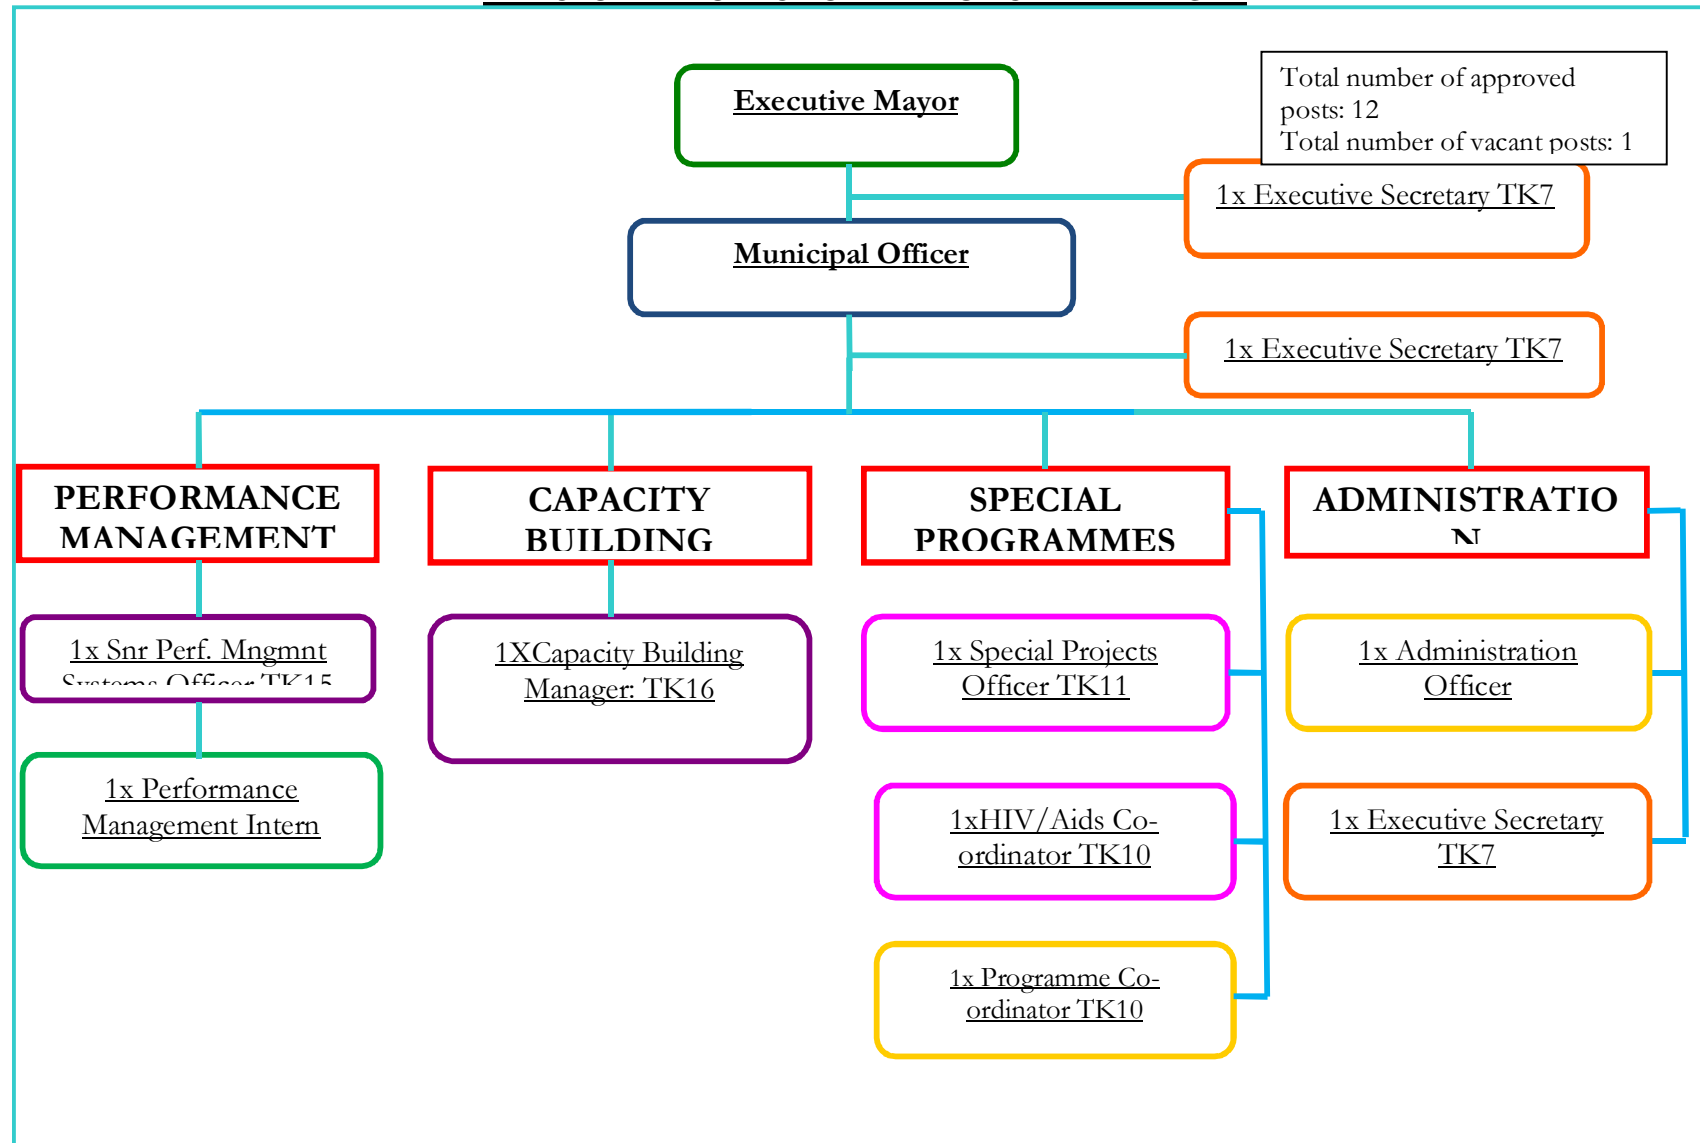 Executive Mayor
Total number of approved
posts: 12
Total number of vacant posts: 1
1x Executive Secretary TK7
Municipal Officer
1x Executive Secretary TK7
PERFORMANCE
MANAGEMENT
CAPACITY
BUILDING
SPECIAL
PROGRAMMES
ADMINISTRATIO
N
1x Snr Perf. Mngmnt
Systems Officer TK15
1XCapacity Building
Manager: TK16
1x Special Projects
Officer TK11
1x Administration
Officer
1x Performance
Management Intern
1xHIV/Aids Co-
ordinator TK10
1x Executive Secretary
TK7
1x Programme Co-
ordinator TK10